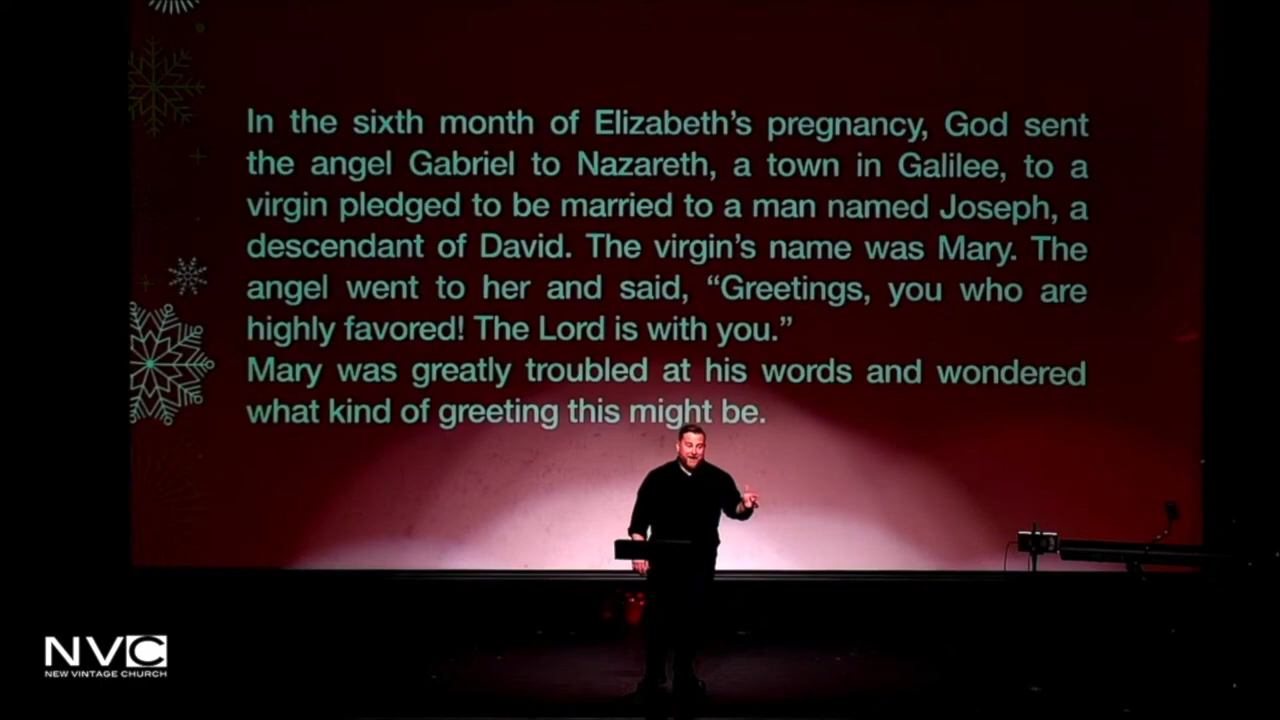 In the sixth month of Elizabeth’s pregnancy, God sent
the angel Gabriel to Nazareth, a town in Galilee, to a
virgin pledged to be married to a man named Joseph, a
descendant of David. The virgin’s name was Mary. The
angel went to her and said, “Greetings, you who are
highly favored! The Lord is with you.”
Mary was greatly troubled at his words and wondered
what kind of greeting this might be.
NVC
NEW VINTAGE CHURCH